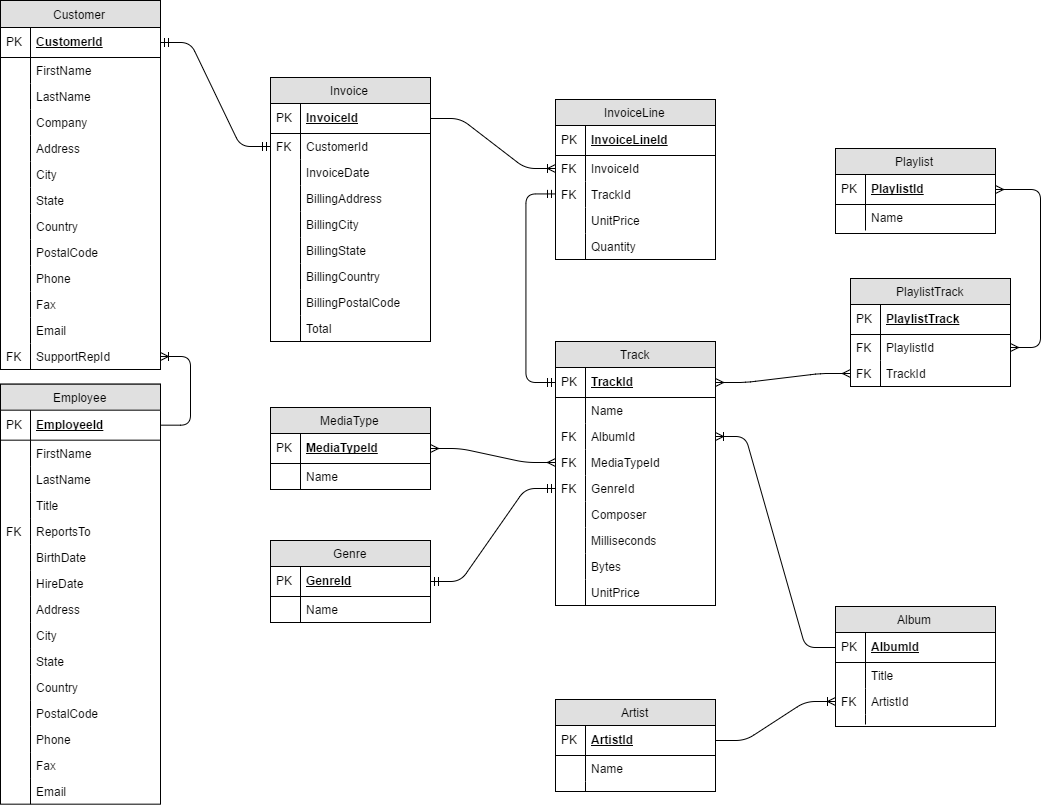 Customer
PK CustomerId
FirstName
LastName
Company
Address
City
State
Country
PostalCode
Phone
Fax
Email
FK SupportRepId
Employee
PK EmployeeId
FirstName
LastName
Title
FK ReportsTo
BirthDate
HireDate
Address
City
State
Country
PostalCode
Phone
Fax
Email
Invoice
PK InvoiceId
FK CustomerId
InvoiceDate
BillingAddress
BillingCity
BillingState
BillingCountry
BillingPostalCode
Total
MediaType
PK MediaTypeId
Name
Genre
PK GenreId
Name
InvoiceLine
PK InvoiceLineId
FK InvoiceId
FK TrackId
UnitPrice
Quantity
Track
PK TrackId
Name
FK AlbumId
FK MediaTypeId
FK GenreId
Composer
Milliseconds
Bytes
UnitPrice
Artist
PK ArtistId
Name
Playlist
PK PlaylistId
Name
PlaylistTrack
PK PlaylistTrack
FK PlaylistId
FK TrackId
Album
PK AlbumId
Title
FK ArtistId